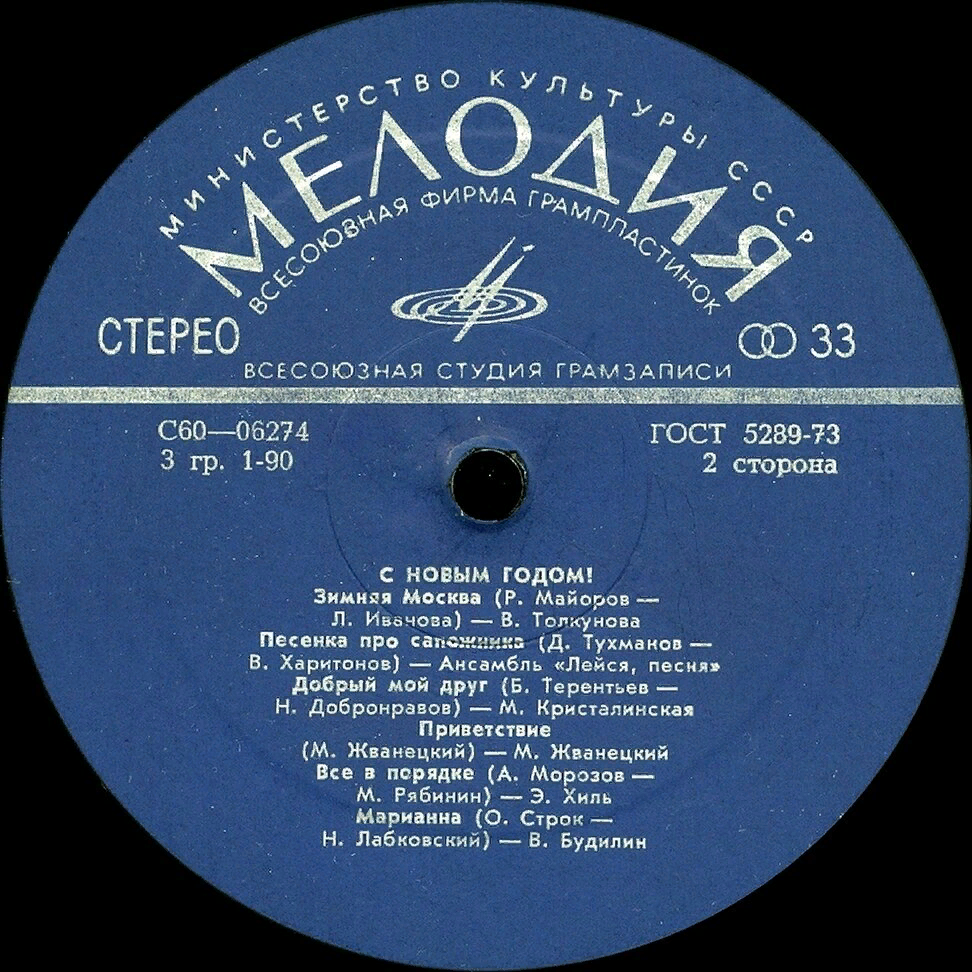 МИНИСТЕРСТВО КУЛЬТУРЫ СССР
МЕЛОДИЯ
ВСЕСОЮЗНАЯ ФИРМА ГРАМПЛАСТИНОК
СТЕРЕО
33
ВСЕСОЮЗНАЯ СТУДИЯ ГРАМЗАПИСИ
С60—06274
ГОСТ 5289-73
3 гр. 1-90
2 сторона
С НОВЫМ ГОДОМ!
Зимняя Москва (Р. Майоров —
Л. Иванова) — В. Толкунова
Песенка про сапожника (Д. Тухманов —
В. Харитонов) — Ансамбль «Лейся, песня»
Добрый мой друг (Б. Терентьев —
Н. Добронравов) — М. Кристалинская
Приветствие
(М. Жванецкий) — М. Жванецкий
Все в порядке (А. Морозов —
М. Рябинин) — Э. Хиль
Марианна (О. Строк —
Н. Лабковский) — В. Будилин